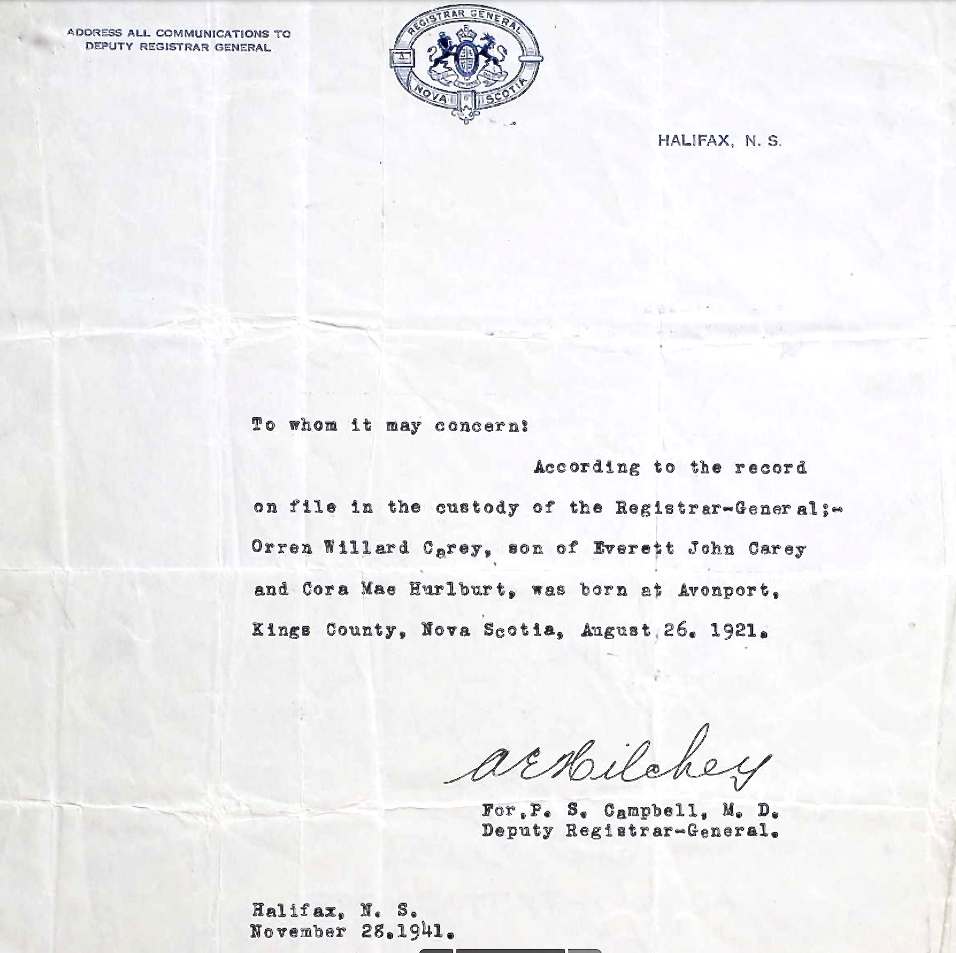 ADDRESS ALL COMMUNICATIONS TO
DEPUTY REGISTRAR GENERAL
REGISTRAR GENERAL
NOVA SCOTIA
HALIFAX, N. S.
To whom it may concern:
According to the record
on file in the custody of the Registrar-General;-
Orren Willard Carey, son of Everett John Carey
and Cora Mae Hurlburt, was born at Avonport,
Kings County, Nova Scotia, August 26. 1921.
A E Hilchey
For P. S. Campbell, M. D.
Deputy Registrar-General.
Halifax, N. S.
November 28.1941.